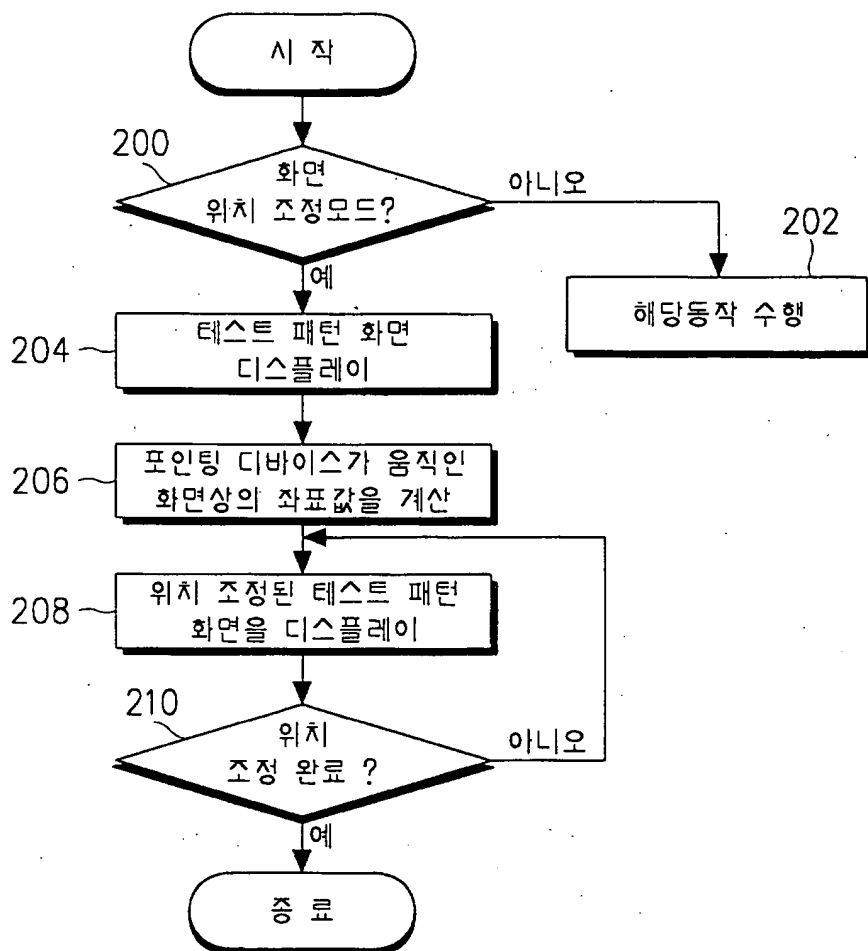 시 작
200
화면
위치 조정모드?
아니오
202
해당동작 수행
예
204
테스트 패턴 화면
디스플레이
206
포인팅 디바이스가 움직인
화면상의 좌표값을 계산
208
위치 조정된 테스트 패턴
화면을 디스플레이
210
위치
조정 완료 ?
아니오
예
종 료